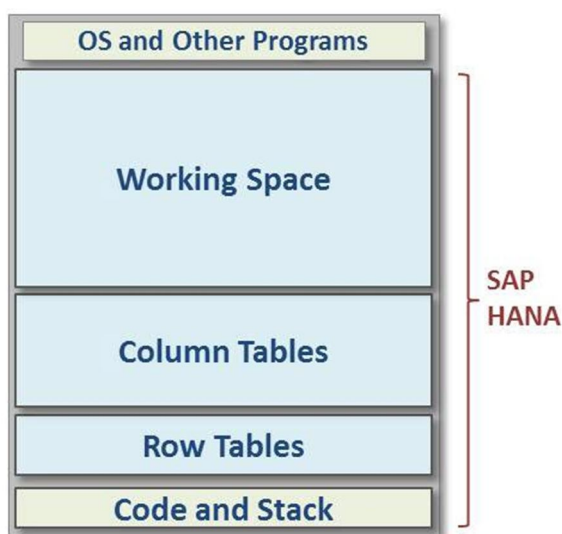 OS and Other Programs
Working Space
Column Tables
Row Tables
Code and Stack
SAP
HANA